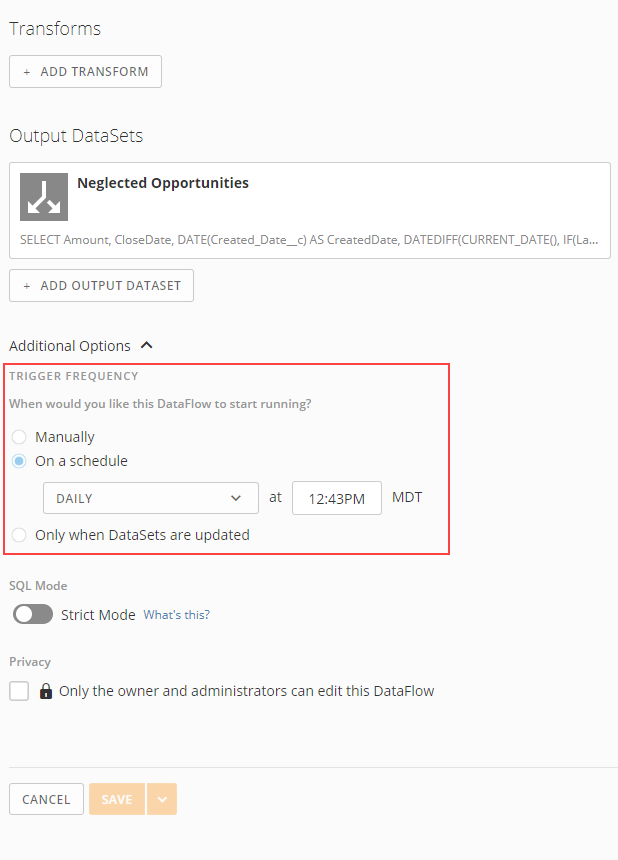 Transforms
+ ADD TRANSFORM
Output DataSets
Neglected Opportunities
SELECT Amount, CloseDate, DATE(Created_Date__c) AS CreatedDate, DATEDIFF(CURRENT_DATE(), IF(La...
+ ADD OUTPUT DATASET
Additional Options
TRIGGER FREQUENCY
When would you like this DataFlow to start running?
Manually
On a schedule
DAILY at 12:43PM MDT
Only when DataSets are updated
SQL Mode
Strict Mode What's this?
Privacy
Only the owner and administrators can edit this DataFlow
CANCEL SAVE